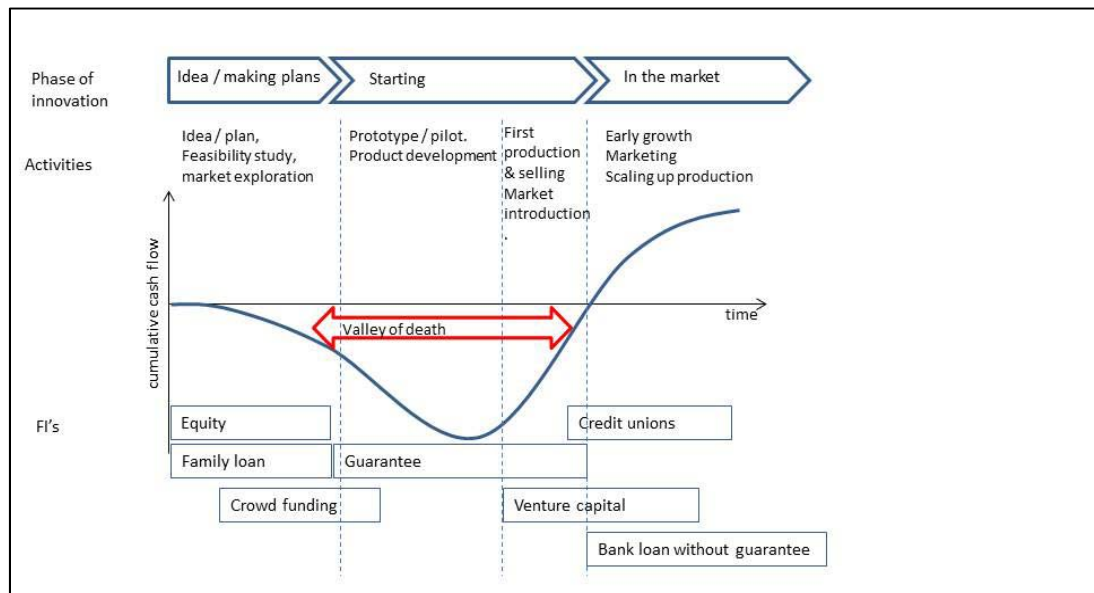 Phase of
innovation
Idea / making plans
Starting
In the market
Activities
Idea / plan,
Feasibility study,
market exploration
Prototype / pilot.
Product development
First
production
& selling
Market
introduction
.
Early growth
Marketing
Scaling up production
cumulative cash flow
time
Valley of death
FI's
Equity
Credit unions
Family loan
Guarantee
Crowd funding
Venture capital
Bank loan without guarantee